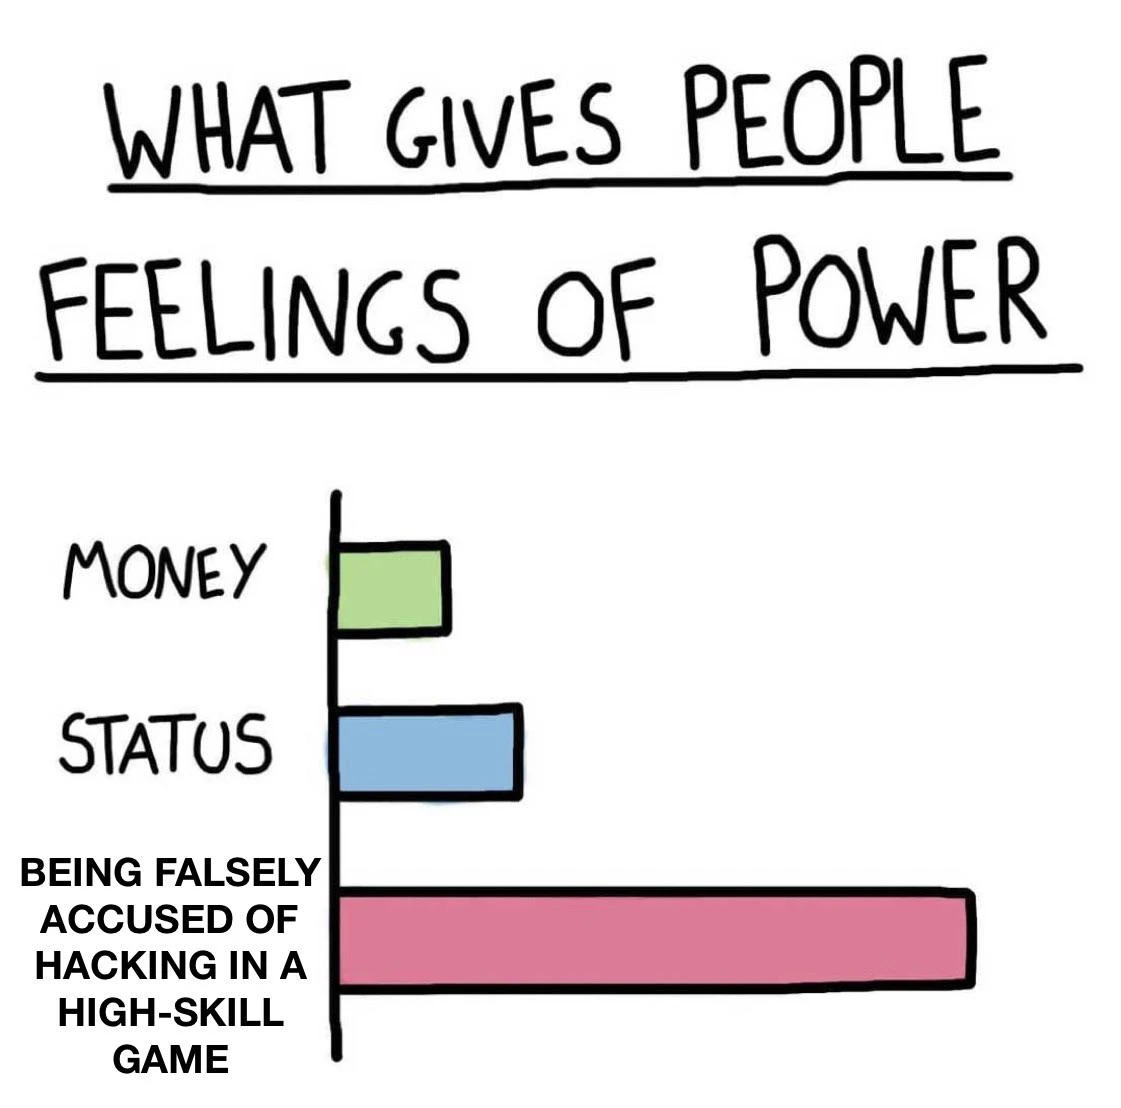 WHAT GIVES PEOPLE
FEELINGS OF POWER
MONEY
STATUS
BEING FALSELY
ACCUSED OF
HACKING IN A
HIGH-SKILL
GAME